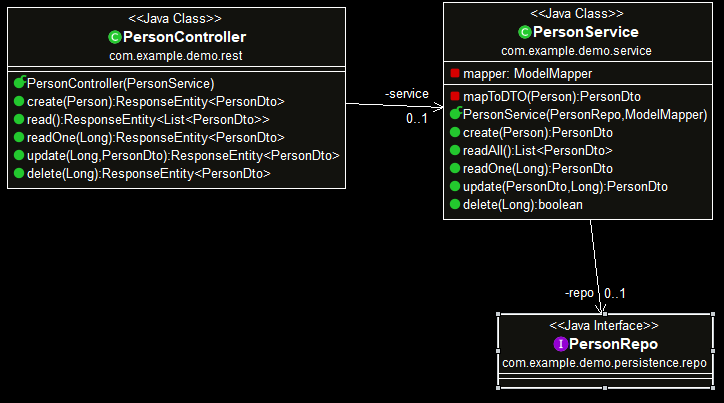 <<Java Class>>
C PersonController
com.example.demo.rest
PersonController(PersonService)
create(Person):ResponseEntity<PersonDto>
read():ResponseEntity<List<PersonDto>>
readOne(Long):ResponseEntity<PersonDto>
update(Long,PersonDto):ResponseEntity<PersonDto>
delete(Long):ResponseEntity<PersonDto>
-service
0..1
<<Java Class>>
C PersonService
com.example.demo.service
mapper: ModelMapper
mapToDTO(Person):PersonDto
PersonService(PersonRepo,ModelMapper)
create(Person):PersonDto
readAll():List<PersonDto>
readOne(Long):PersonDto
update(PersonDto,Long):PersonDto
delete(Long):boolean
-repo 0..1
<<Java Interface>>
I PersonRepo
com.example.demo.persistence.repo